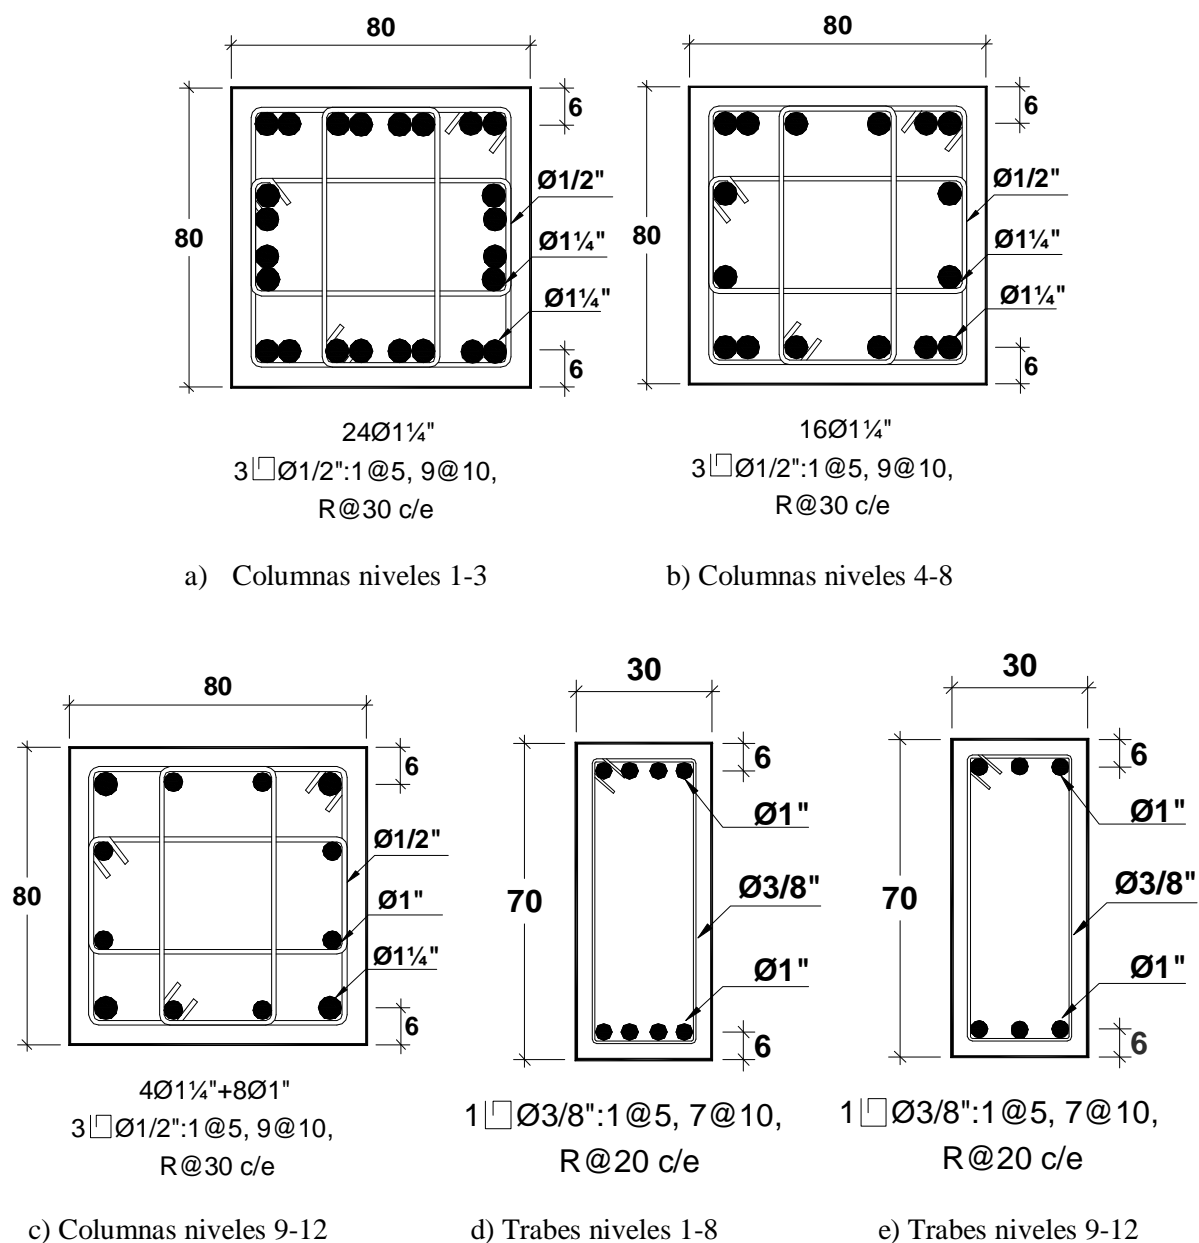 80
80
6
Ø1/2"
Ø1¼"
Ø1¼"
6
24Ø1¼"
3 Ø1/2":1@5, 9@10,
R@30 c/e
a) Columnas niveles 1-3
80
80
6
Ø1/2"
Ø1¼"
Ø1¼"
6
16Ø1¼"
3 Ø1/2":1@5, 9@10,
R@30 c/e
b) Columnas niveles 4-8
80
80
6
Ø1/2"
Ø1"
Ø1¼"
6
4Ø1¼"+8Ø1"
3 Ø1/2":1@5, 9@10,
R@30 c/e
c) Columnas niveles 9-12
30
70
6
Ø1"
Ø3/8"
Ø1"
6
1 Ø3/8":1@5, 7@10,
R@20 c/e
d) Trabes niveles 1-8
30
70
6
Ø1"
Ø3/8"
Ø1"
6
1 Ø3/8":1@5, 7@10,
R@20 c/e
e) Trabes niveles 9-12